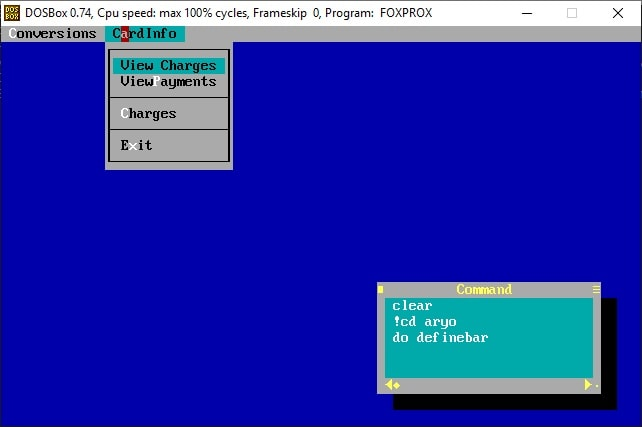 DOSBox 0.74, Cpu speed: max 100% cycles, Frameskip 0, Program: FOXPROX
Conversions CardInfo
View Charges
ViewPayments
Charges
Exit
Command
clear
!cd aryo
do definebar